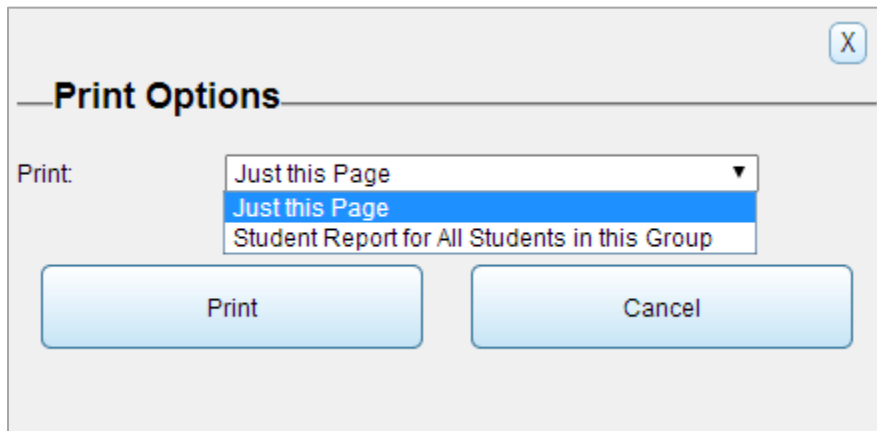 X
Print Options
Print: Just this Page ▼
Just this Page
Student Report for All Students in this Group
Print Cancel